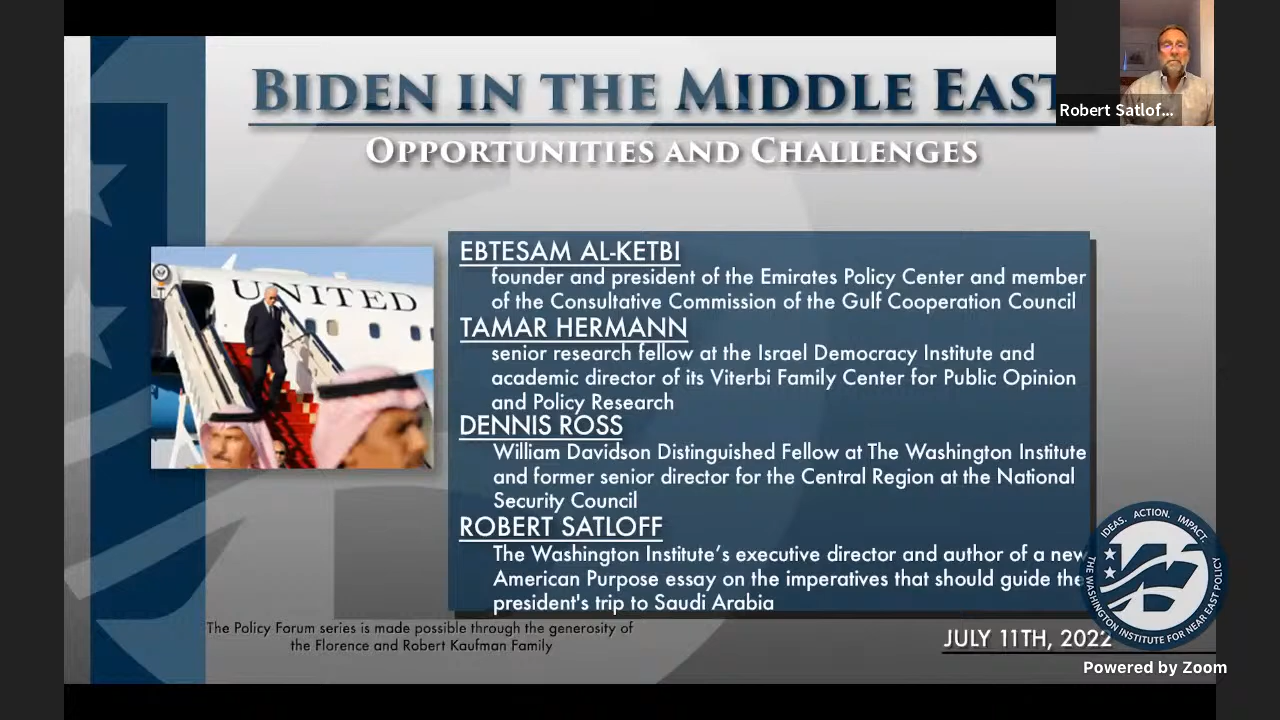 BIDEN IN THE MIDDLE EAST
OPPORTUNITIES AND CHALLENGES
Robert Satlof...
UNITED
EBTESAM AL-KETBI
founder and president of the Emirates Policy Center and member
of the Consultative Commission of the Gulf Cooperation Council
TAMAR HERMANN
senior research fellow at the Israel Democracy Institute and
academic director of its Viterbi Family Center for Public Opinion
and Policy Research
DENNIS ROSS
William Davidson Distinguished Fellow at The Washington Institute
and former senior director for the Central Region at the National
Security Council
ROBERT SATLOFF
The Washington Institute’s executive director and author of a new
American Purpose essay on the imperatives that should guide the
president's trip to Saudi Arabia
The Policy Forum series is made possible through the generosity of
the Florence and Robert Kaufman Family
JULY 11TH, 2022
IDEAS. ACTION. IMPACT.
THE WASHINGTON INSTITUTE FOR NEAR EAST POLICY
Powered by Zoom